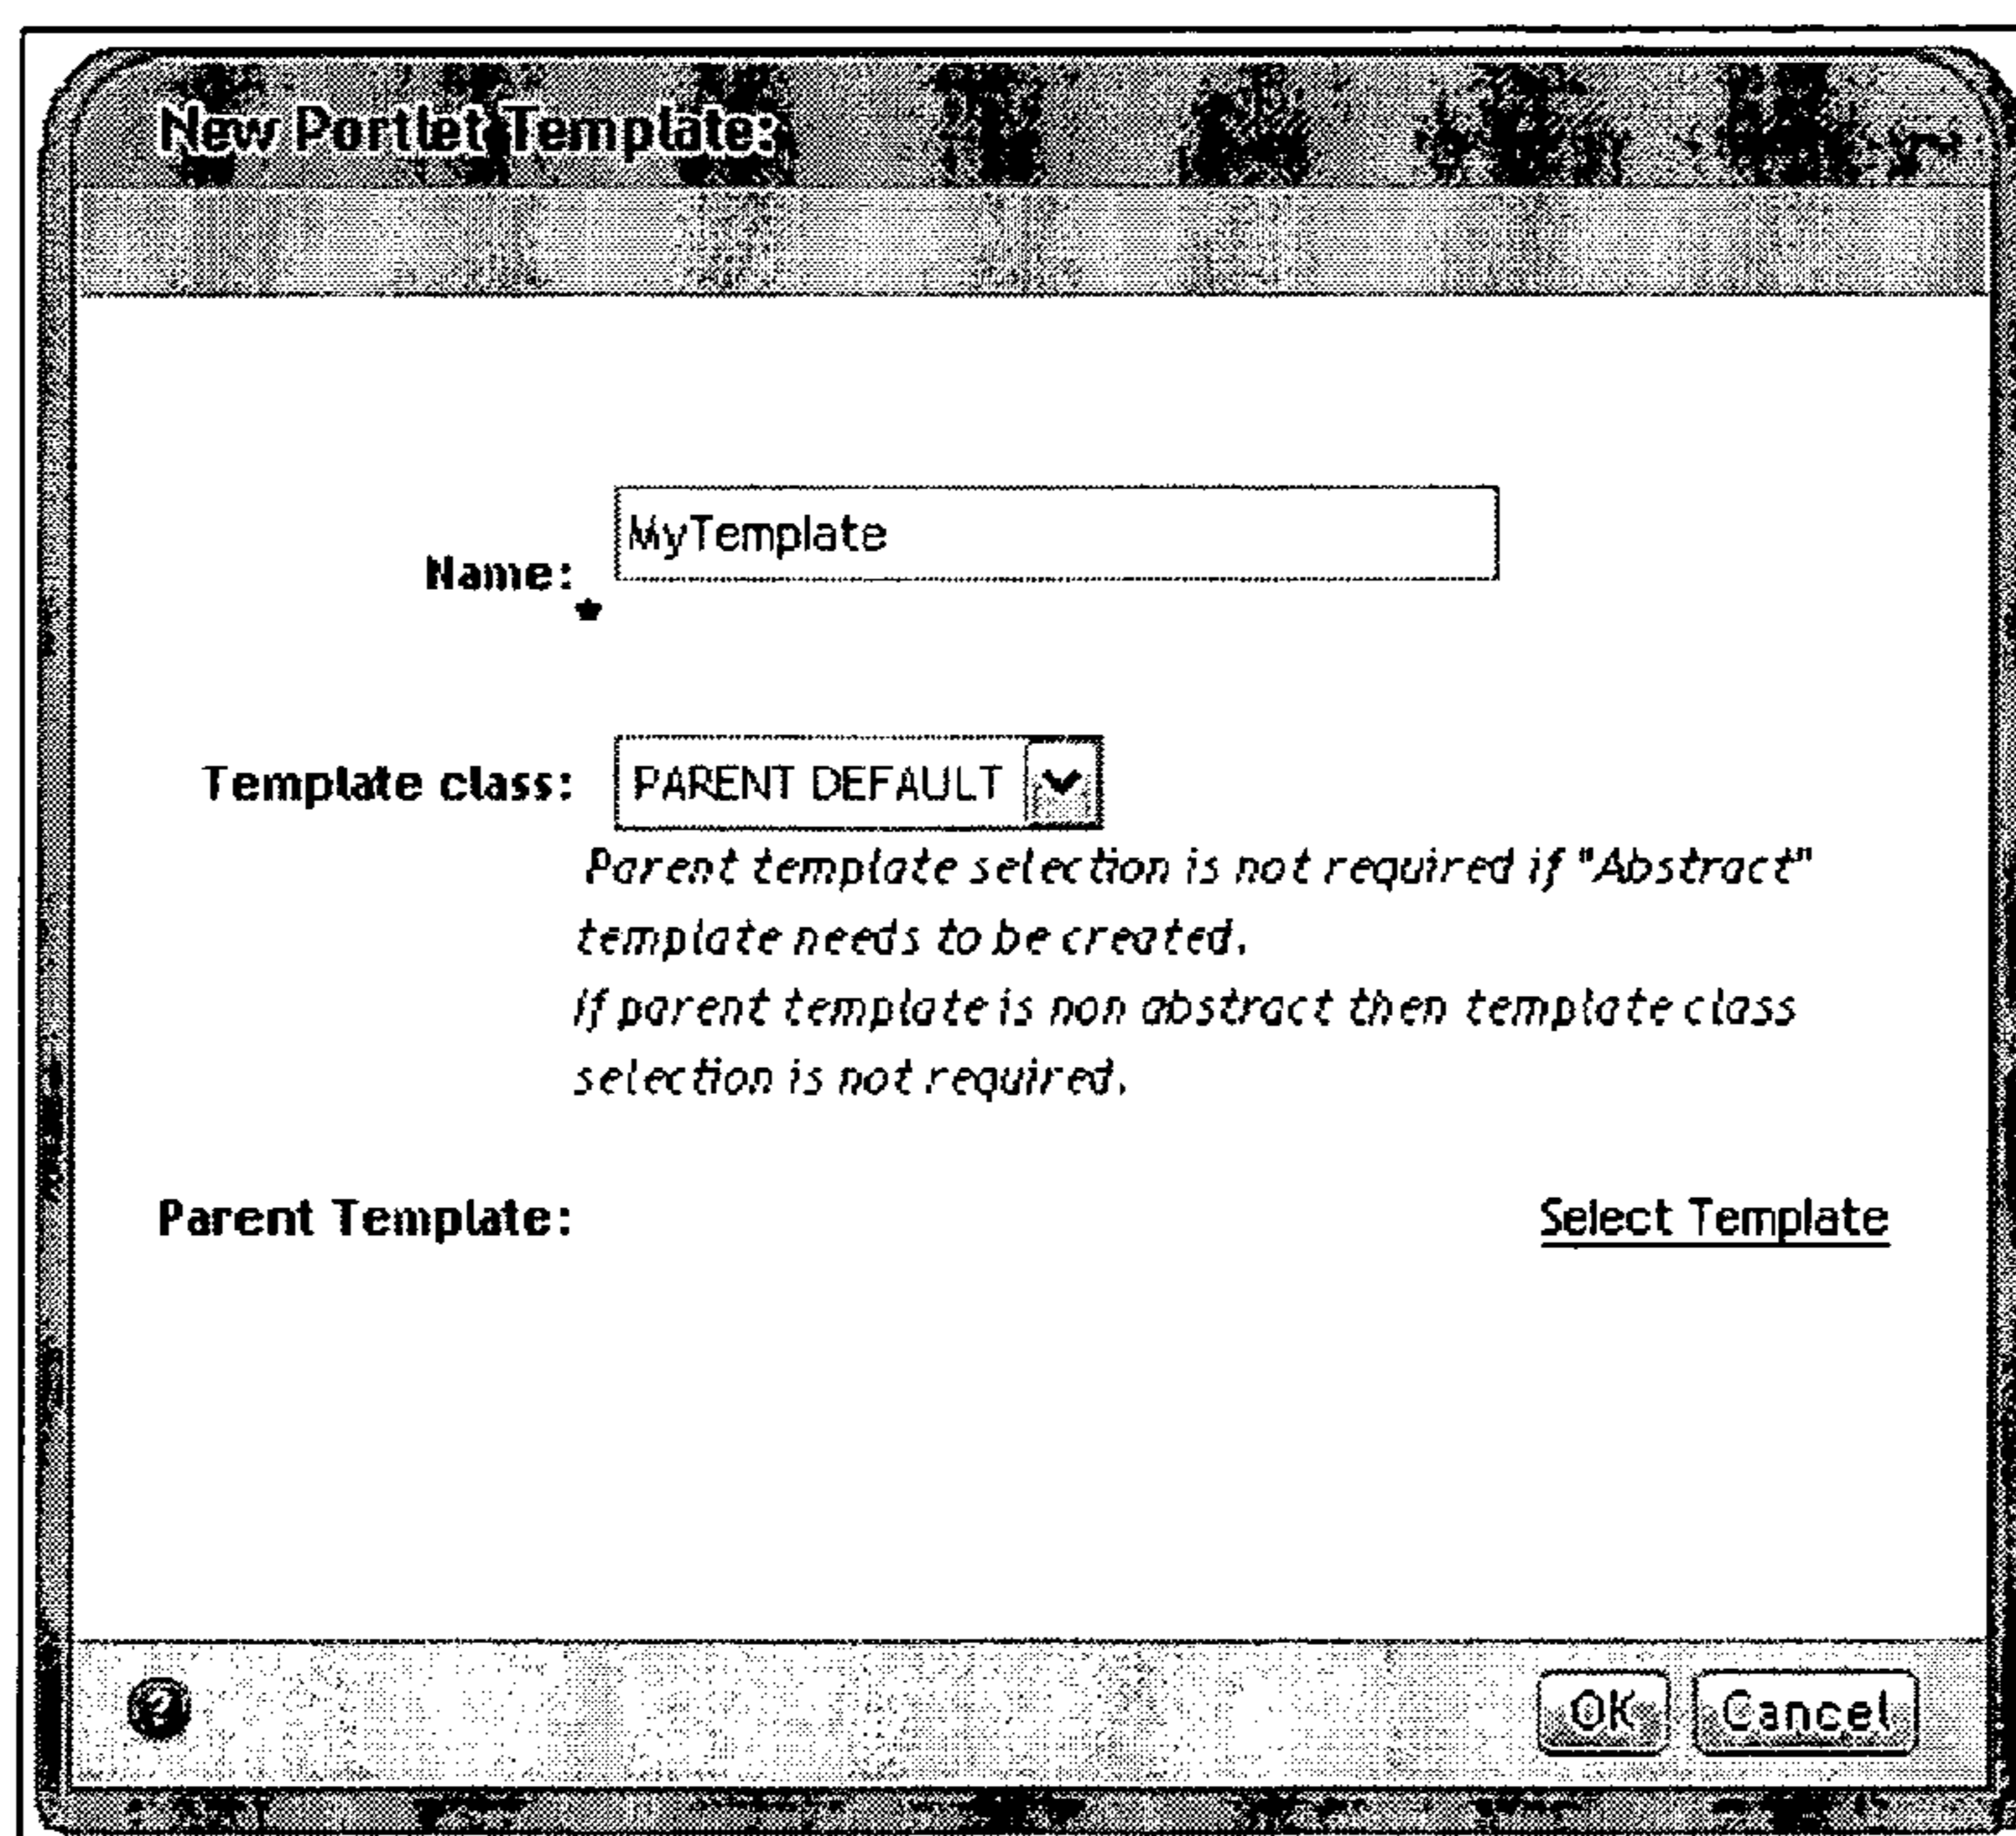 New Portlet Template:
MyTemplate
Name:
Template class: PARENT DEFAULT
Parent template selection is not required if "Abstract"
template needs to be created.
If parent template is non abstract then template class
selection is not required.
Parent Template: Select Template
? OK Cancel